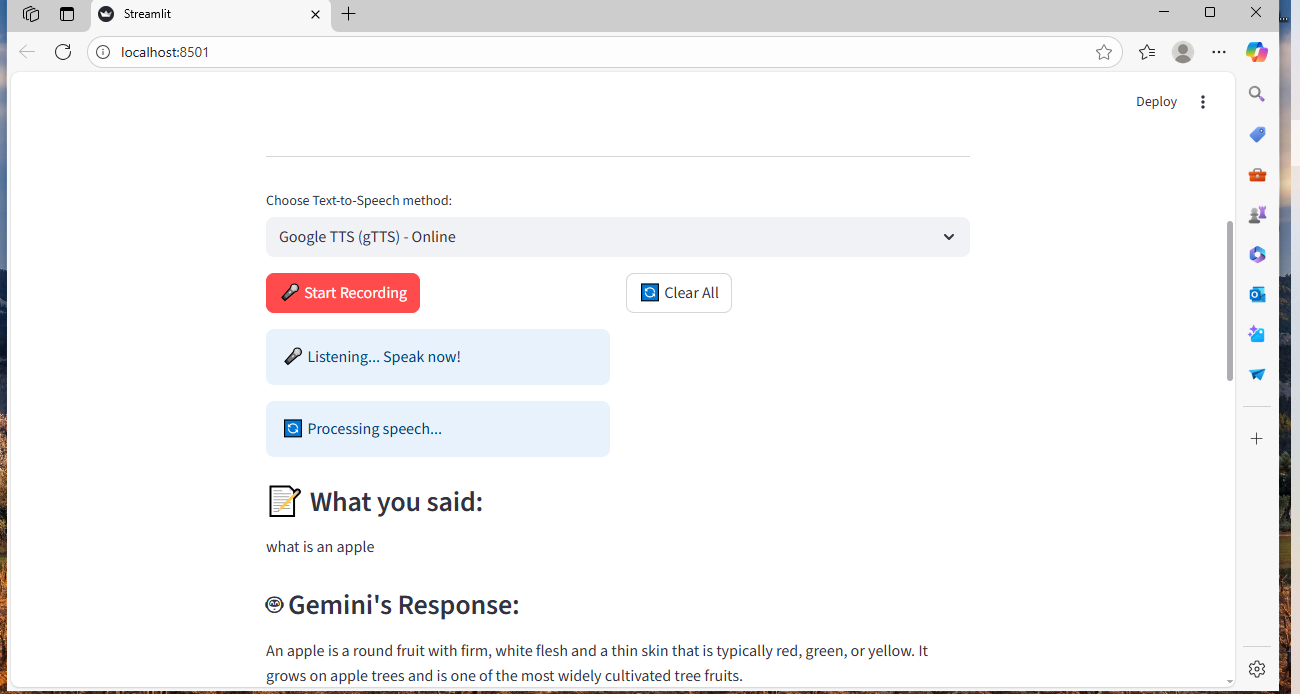 Streamlit
localhost:8501
Deploy
Choose Text-to-Speech method:
Google TTS (gTTS) - Online
Start Recording
Clear All
Listening... Speak now!
Processing speech...
What you said:
what is an apple
Gemini's Response:
An apple is a round fruit with firm, white flesh and a thin skin that is typically red, green, or yellow. It
grows on apple trees and is one of the most widely cultivated tree fruits.